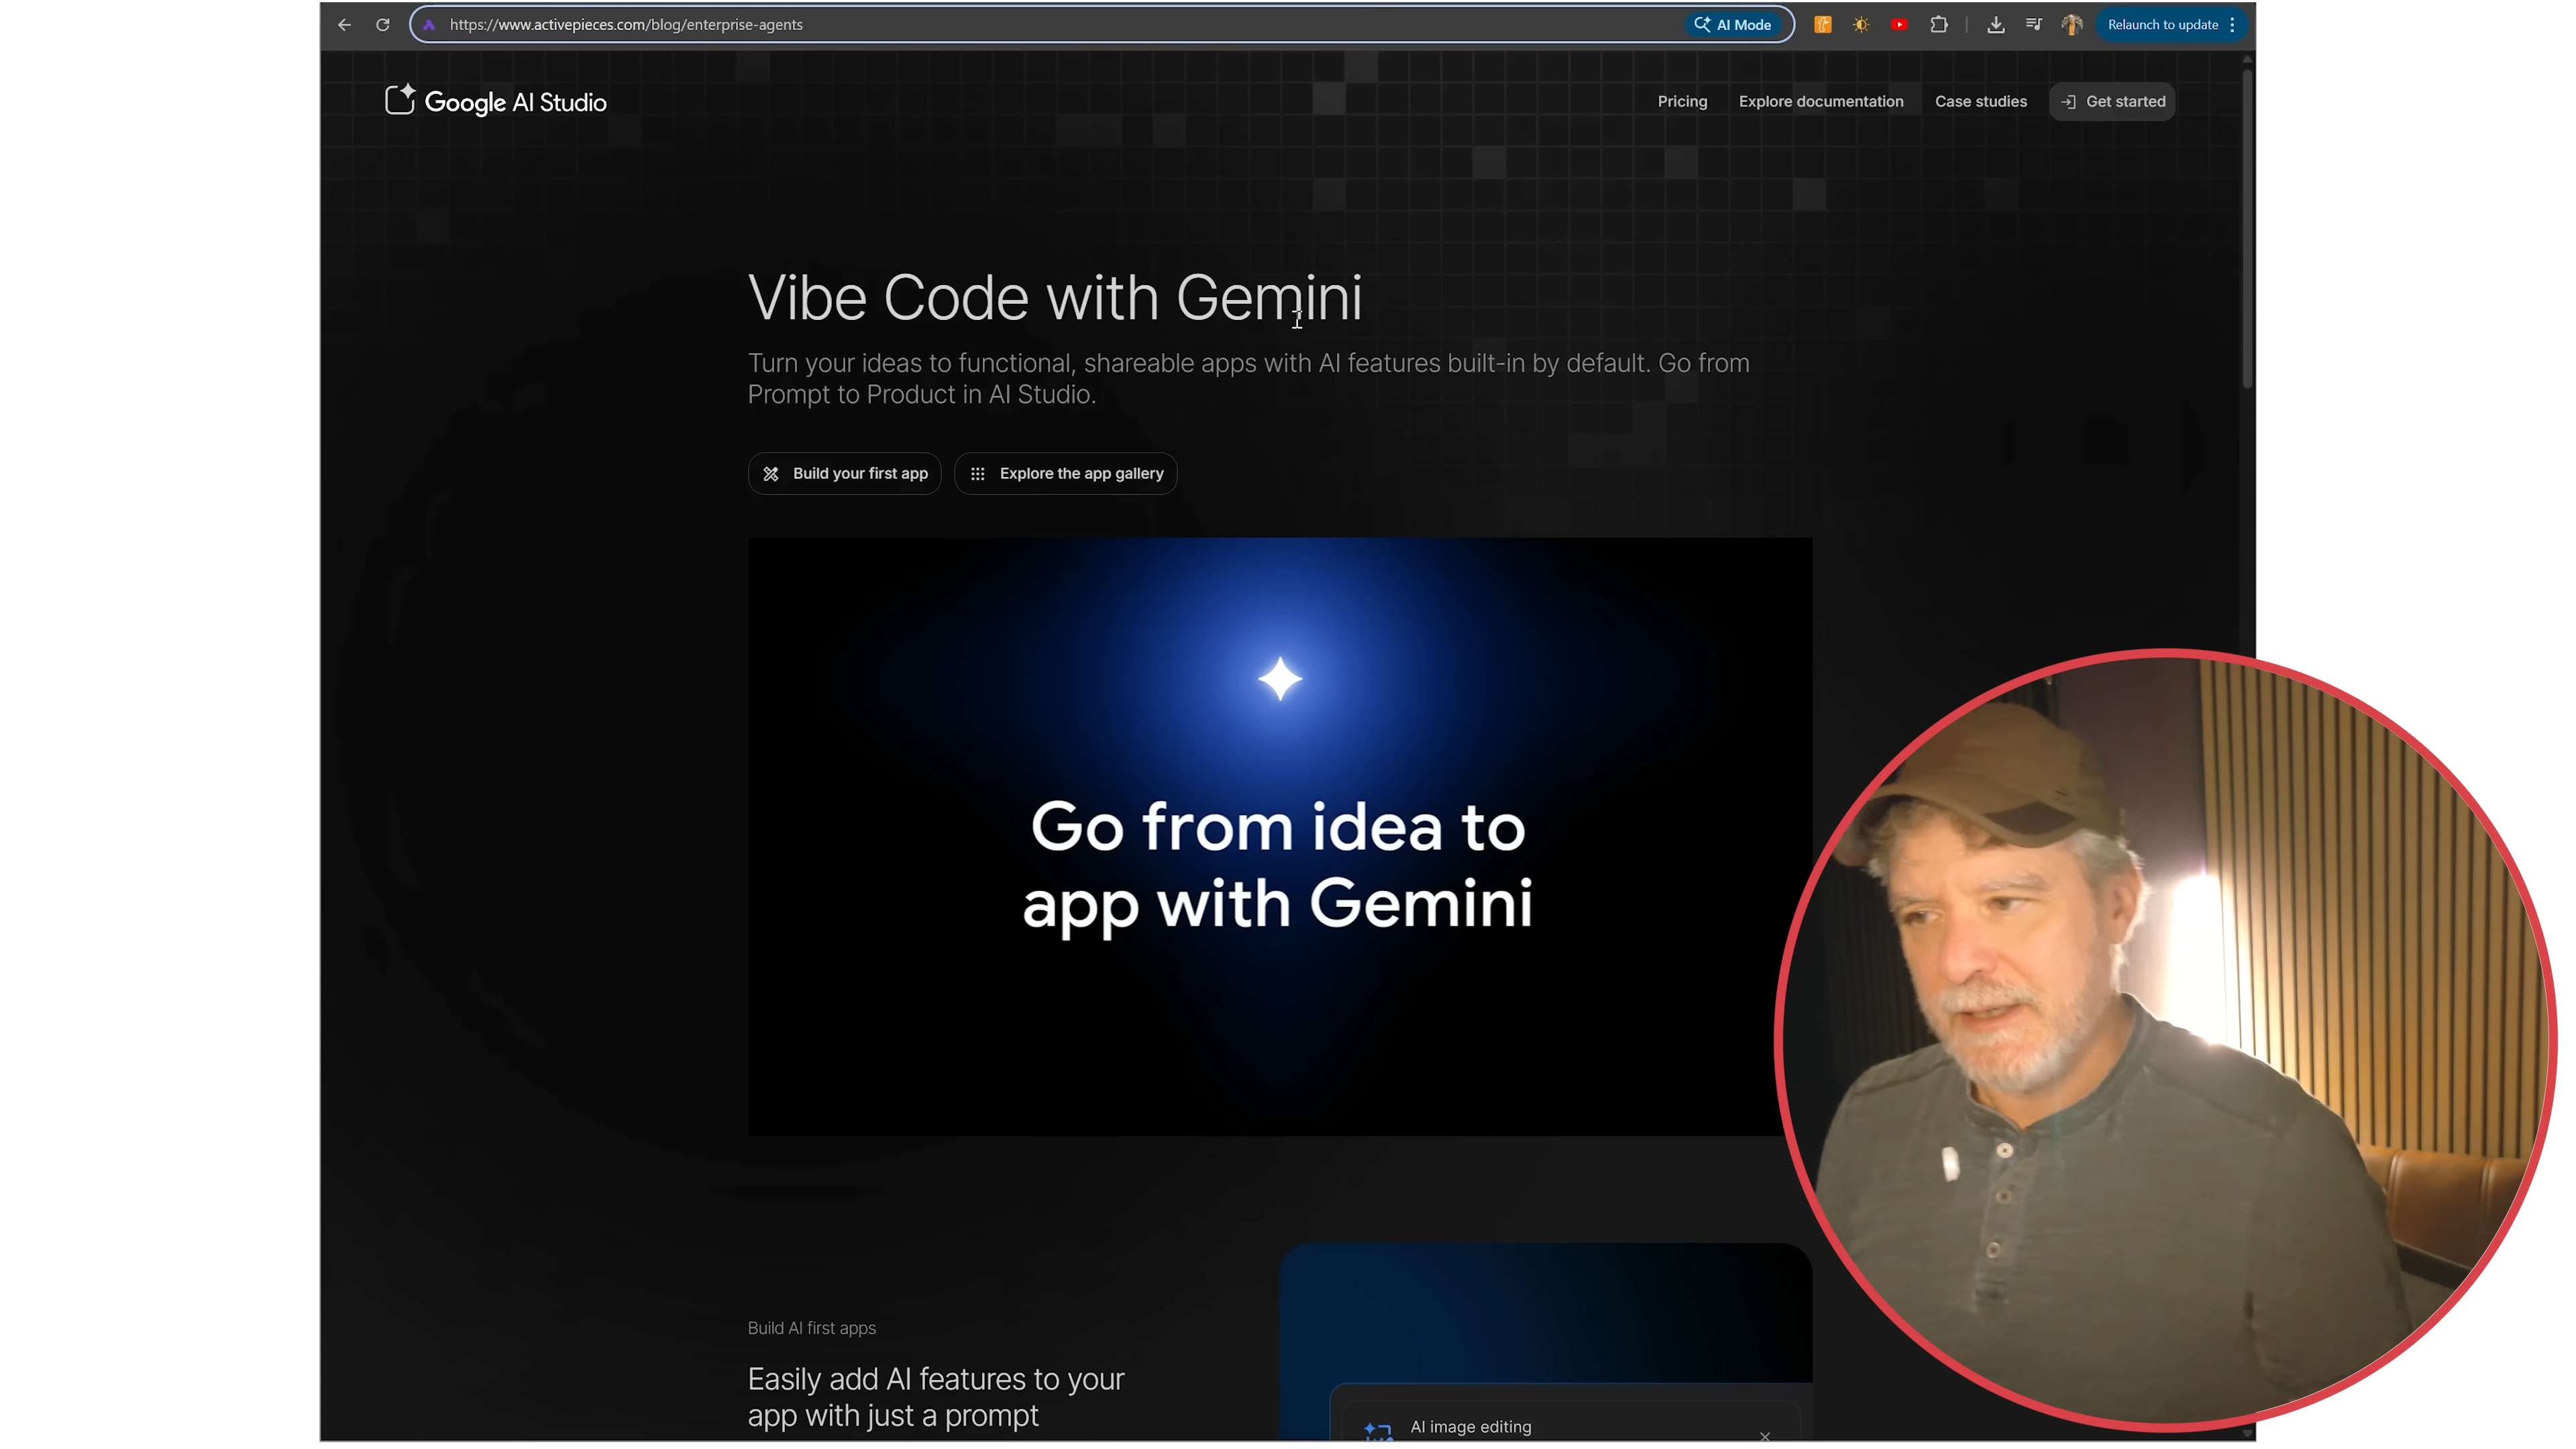 https://www.activepieces.com/blog/enterprise-agents
AI Mode
Relaunch to update
Google AI Studio
Pricing
Explore documentation
Case studies
Get started
Vibe Code with Gemini
Turn your ideas to functional, shareable apps with AI features built-in by default. Go from
Prompt to Product in AI Studio.
Build your first app
Explore the app gallery
Go from idea to
app with Gemini
Build AI first apps
Easily add AI features to your
app with just a prompt
AI image editing